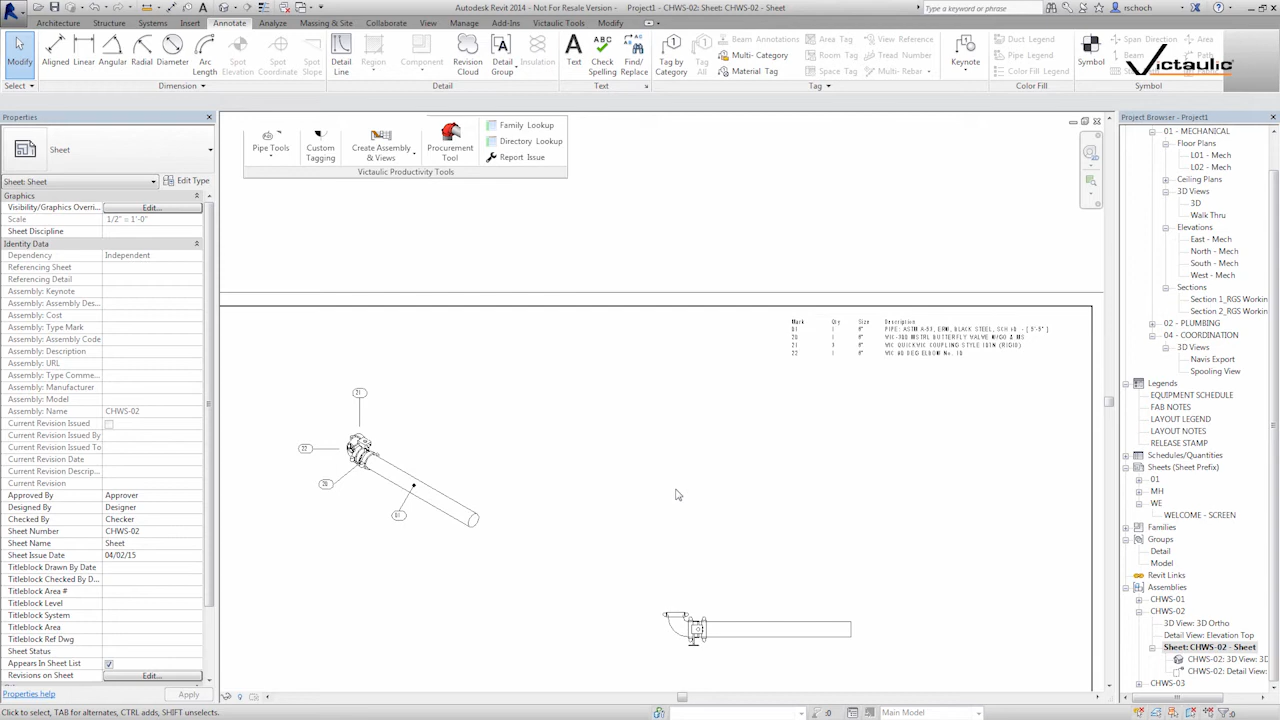 Autodesk Revit 2014 - Not For Resale Version - Project1 - CHWS-02: Sheet: CHWS-02 - Sheet
Type a keyword or phrase
rschoch
Architecture Structure Systems Insert Annotate Analyze Massing & Site Collaborate View Manage Add-Ins Victaulic Tools Modify
Modify
Aligned Linear Angular Radial Diameter Arc Length
Spot Elevation
Spot Coordinate
Spot Slope
Detail Line
Region
Component
Revision Cloud
Detail Group
Insulation
Text
Check Spelling
Find/ Replace
Tag by Category
Tag All
Beam Annotations
Multi- Category
Material Tag
Area Tag
Room Tag
Space Tag
View Reference
Tread Number
Multi- Rebar
Keynote
Duct Legend
Pipe Legend
Color Fill Legend
Symbol
Span Direction
Beam
Area
Path
Victaulic
Select
Dimension
Detail
Text
Tag
Color Fill
Symbol
Properties
Sheet
Sheet: Sheet
Edit Type
Graphics
Visibility/Graphics Overri... Edit...
Scale 1/2" = 1'-0"
Sheet Discipline
Identity Data
Dependency Independent
Referencing Sheet
Referencing Detail
Assembly: Keynote
Assembly: Assembly Des...
Assembly: Cost
Assembly: Type Mark
Assembly: Assembly Code
Assembly: Description
Assembly: URL
Assembly: Type Comme...
Assembly: Manufacturer
Assembly: Model
Assembly: Name CHWS-02
Current Revision Issued
Current Revision Issued By
Current Revision Issued To
Current Revision Date
Current Revision Descrip...
Current Revision
Approved By Approver
Designed By Designer
Checked By Checker
Sheet Number CHWS-02
Sheet Name Sheet
Sheet Issue Date 04/02/15
Titleblock Drawn By Date
Titleblock Checked By D...
Titleblock Area #
Titleblock Level
Titleblock System
Titleblock Area
Titleblock Ref Dwg
Sheet Status
Appears In Sheet List
Revisions on Sheet Edit...
Properties help
Apply
Pipe Tools
Custom Tagging
Create Assembly & Views
Procurement Tool
Family Lookup
Directory Lookup
Report Issue
Victaulic Productivity Tools
Mark Qty Size Description
21
22
20
01
Project Browser - Project1
01 - MECHANICAL
Floor Plans
L01 - Mech
L02 - Mech
Ceiling Plans
3D Views
3D
Walk Thru
Elevations
East - Mech
North - Mech
South - Mech
West - Mech
Sections
Section 1_RGS Workin
Section 2_RGS Workin
02 - PLUMBING
04 - COORDINATION
3D Views
Navis Export
Spooling View
Legends
EQUIPMENT SCHEDULE
FAB NOTES
LAYOUT LEGEND
LAYOUT NOTES
RELEASE STAMP
Schedules/Quantities
Sheets (Sheet Prefix)
01
MH
WE
WELCOME - SCREEN
Families
Groups
Detail
Model
Revit Links
Assemblies
CHWS-01
CHWS-02
3D View: 3D Ortho
Detail View: Elevation Top
Sheet: CHWS-02 - Sheet
CHWS-02: 3D View: 3D
CHWS-02: Detail View:
CHWS-03
Click to select, TAB for alternates, CTRL adds, SHIFT unselects.
:0
Main Model
:0